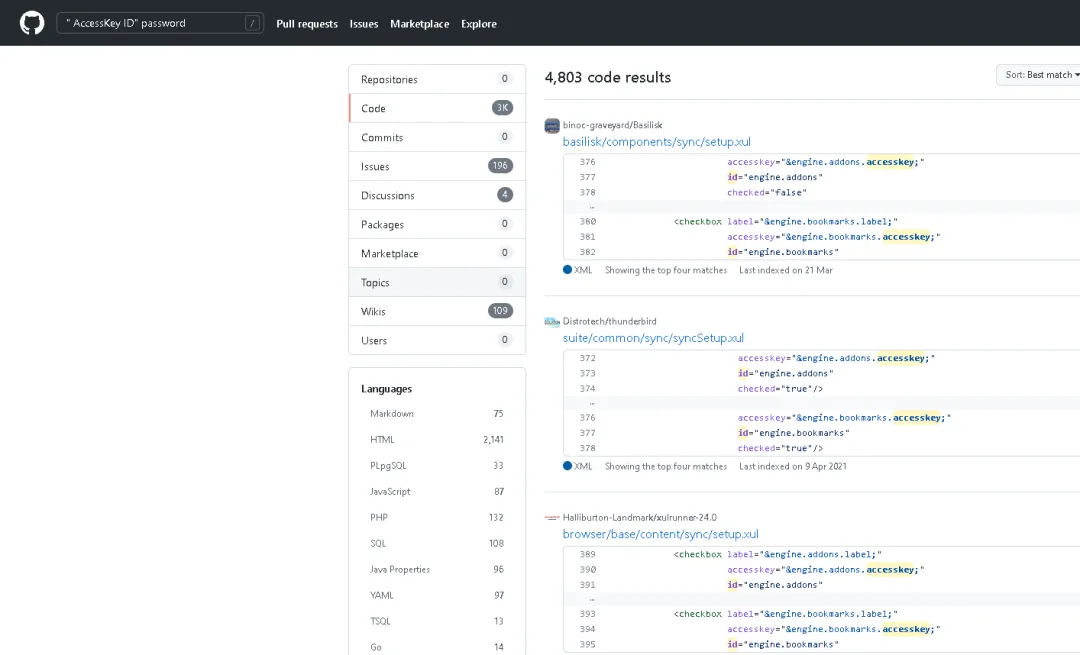 " AccessKey ID" password / Pull requests Issues Marketplace Explore
Repositories 0
Code 3K
Commits 0
Issues 196
Discussions 4
Packages 0
Marketplace 0
Topics 0
Wikis 109
Users 0
Languages
Markdown 75
HTML 2,141
PLpgSQL 33
JavaScript 87
PHP 132
SQL 108
Java Properties 96
YAML 97
TSQL 13
Go 14
4,803 code results
Sort: Best match
binoc-graveyard/Basilisk
basilisk/components/sync/setup.xul
376 accesskey="&engine.addons.accesskey;"
377 id="engine.addons"
378 checked="false"
…
380 <checkbox label="&engine.bookmarks.label;"
381 accesskey="&engine.bookmarks.accesskey;"
382 id="engine.bookmarks"
XML Showing the top four matches Last indexed on 21 Mar
Distrotech/thunderbird
suite/common/sync/syncSetup.xul
372 accesskey="&engine.addons.accesskey;"
373 id="engine.addons"
374 checked="true"/>
…
376 accesskey="&engine.bookmarks.accesskey;"
377 id="engine.bookmarks"
378 checked="true"/>
XML Showing the top four matches Last indexed on 9 Apr 2021
Halliburton-Landmark/xulrunner-24.0
browser/base/content/sync/setup.xul
389 <checkbox label="&engine.addons.label;"
390 accesskey="&engine.addons.accesskey;"
391 id="engine.addons"
…
393 <checkbox label="&engine.bookmarks.label;"
394 accesskey="&engine.bookmarks.accesskey;"
395 id="engine.bookmarks"